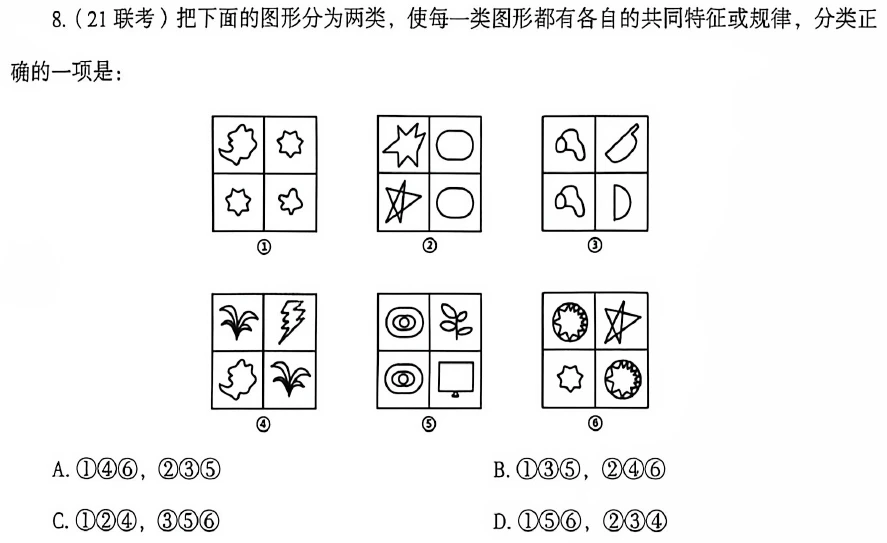 8.（21 联考）把下面的图形分为两类，使每一类图形都有各自的共同特征或规律，分类正
确的一项是：
① ② ③
④ ⑤ ⑥
A. ①④⑥，②③⑤ B. ①③⑤，②④⑥
C. ①②④，③⑤⑥ D. ①⑤⑥，②③④